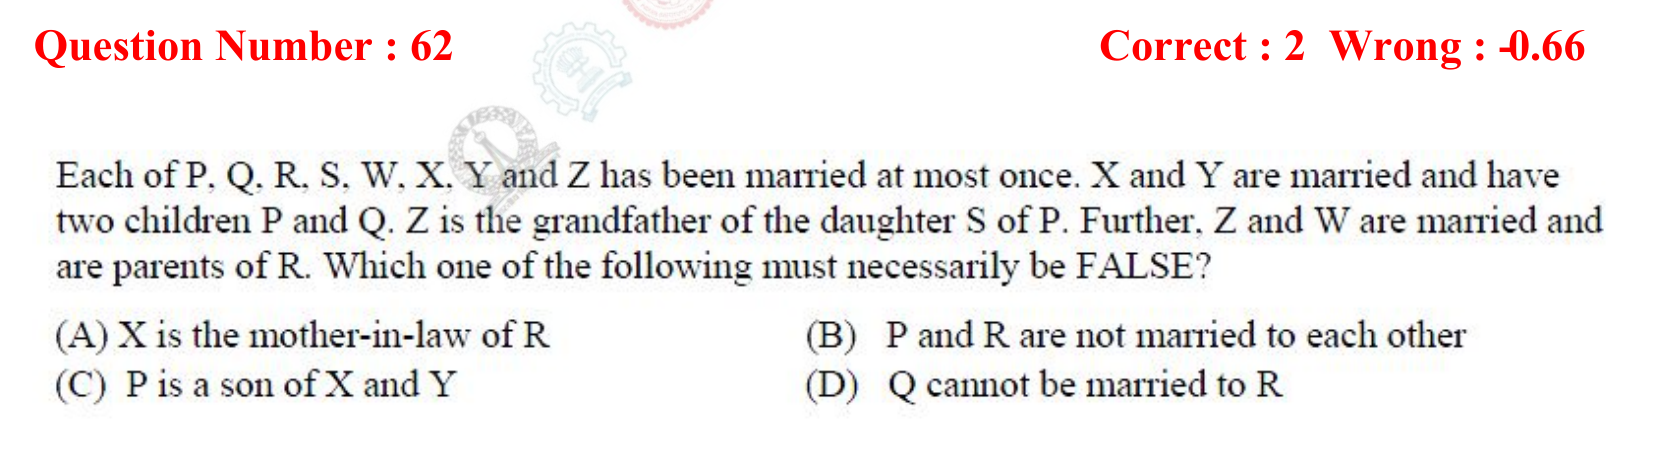 Question Number : 62 Correct : 2 Wrong : -0.66
Each of P, Q, R, S, W, X, Y and Z has been married at most once. X and Y are married and have
two children P and Q. Z is the grandfather of the daughter S of P. Further, Z and W are married and
are parents of R. Which one of the following must necessarily be FALSE?
(A) X is the mother-in-law of R (B) P and R are not married to each other
(C) P is a son of X and Y (D) Q cannot be married to R